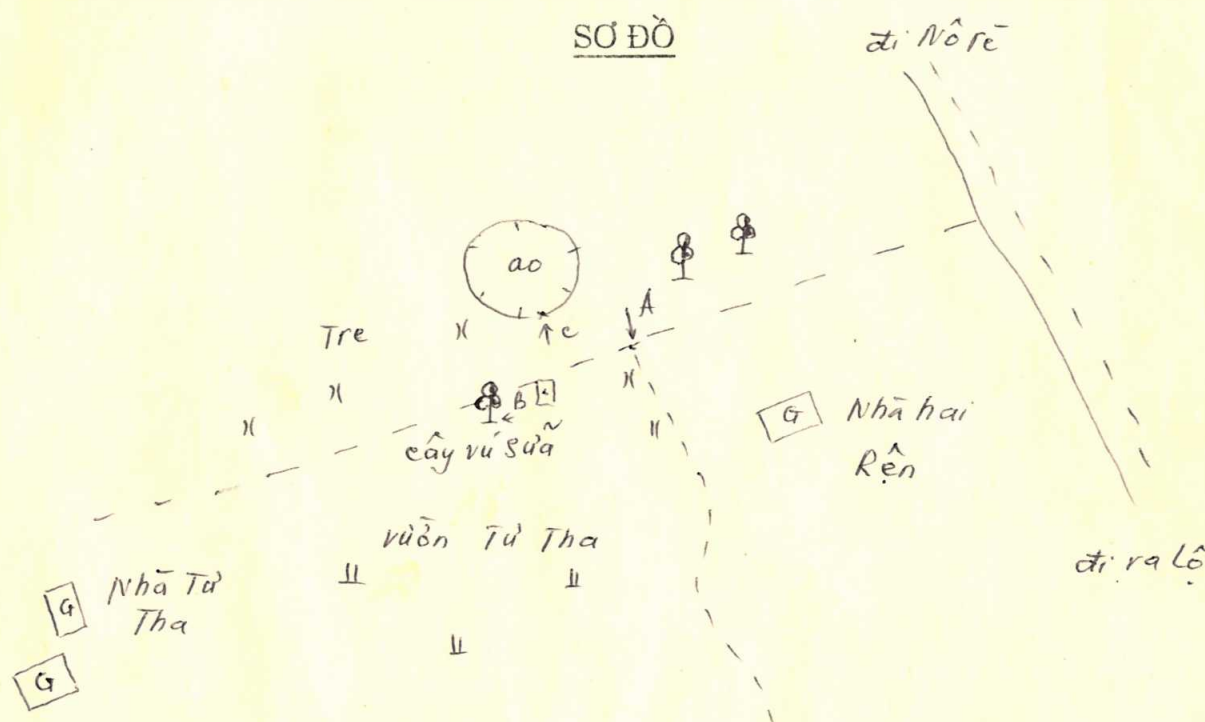 SƠ ĐỒ
đi Nô rè
ao
A
Tre
c
B
cây vú sữa
G
Nhà hai
Rện
vườn Tư Tha
đi ra lộ
G
Nhà Tư
Tha
G